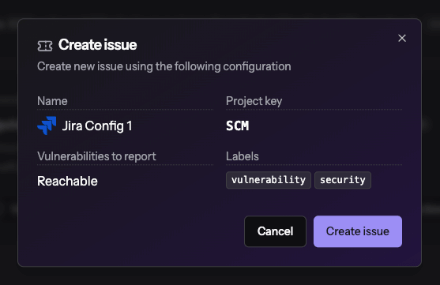 Create issue
Create new issue using the following configuration
Name
Project key
Jira Config 1
SCM
Vulnerabilities to report
Labels
Reachable
vulnerability security
Cancel
Create issue